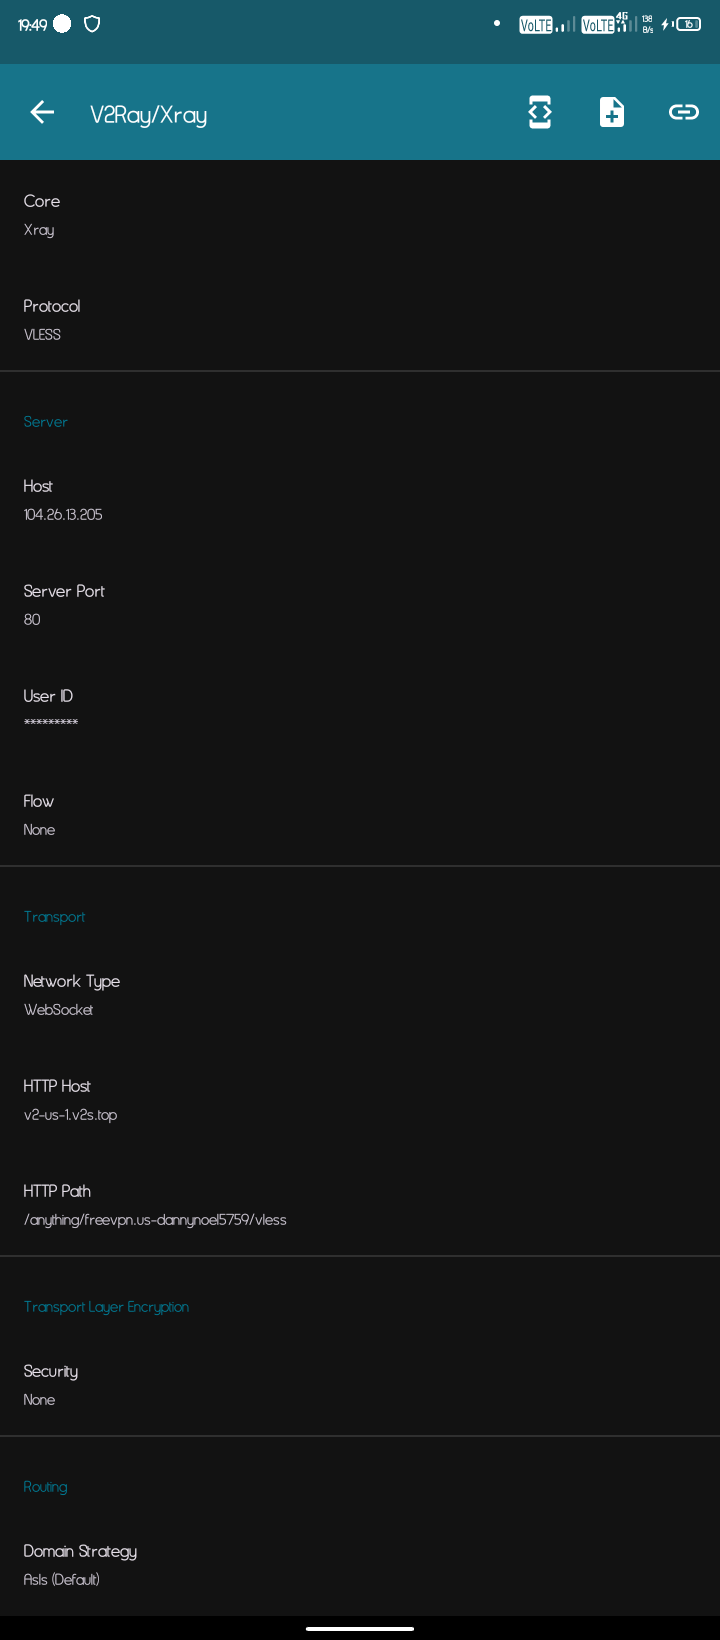 19:49
VoLTE VoLTE 4G 138 B/s 16
V2Ray/Xray
Core
Xray
Protocol
VLESS
Server
Host
104.26.13.205
Server Port
80
User ID
*********
Flow
None
Transport
Network Type
WebSocket
HTTP Host
v2-us-1.v2s.top
HTTP Path
/anything/freevpn.us-dannynoel5759/vless
Transport Layer Encryption
Security
None
Routing
Domain Strategy
AsIs (Default)